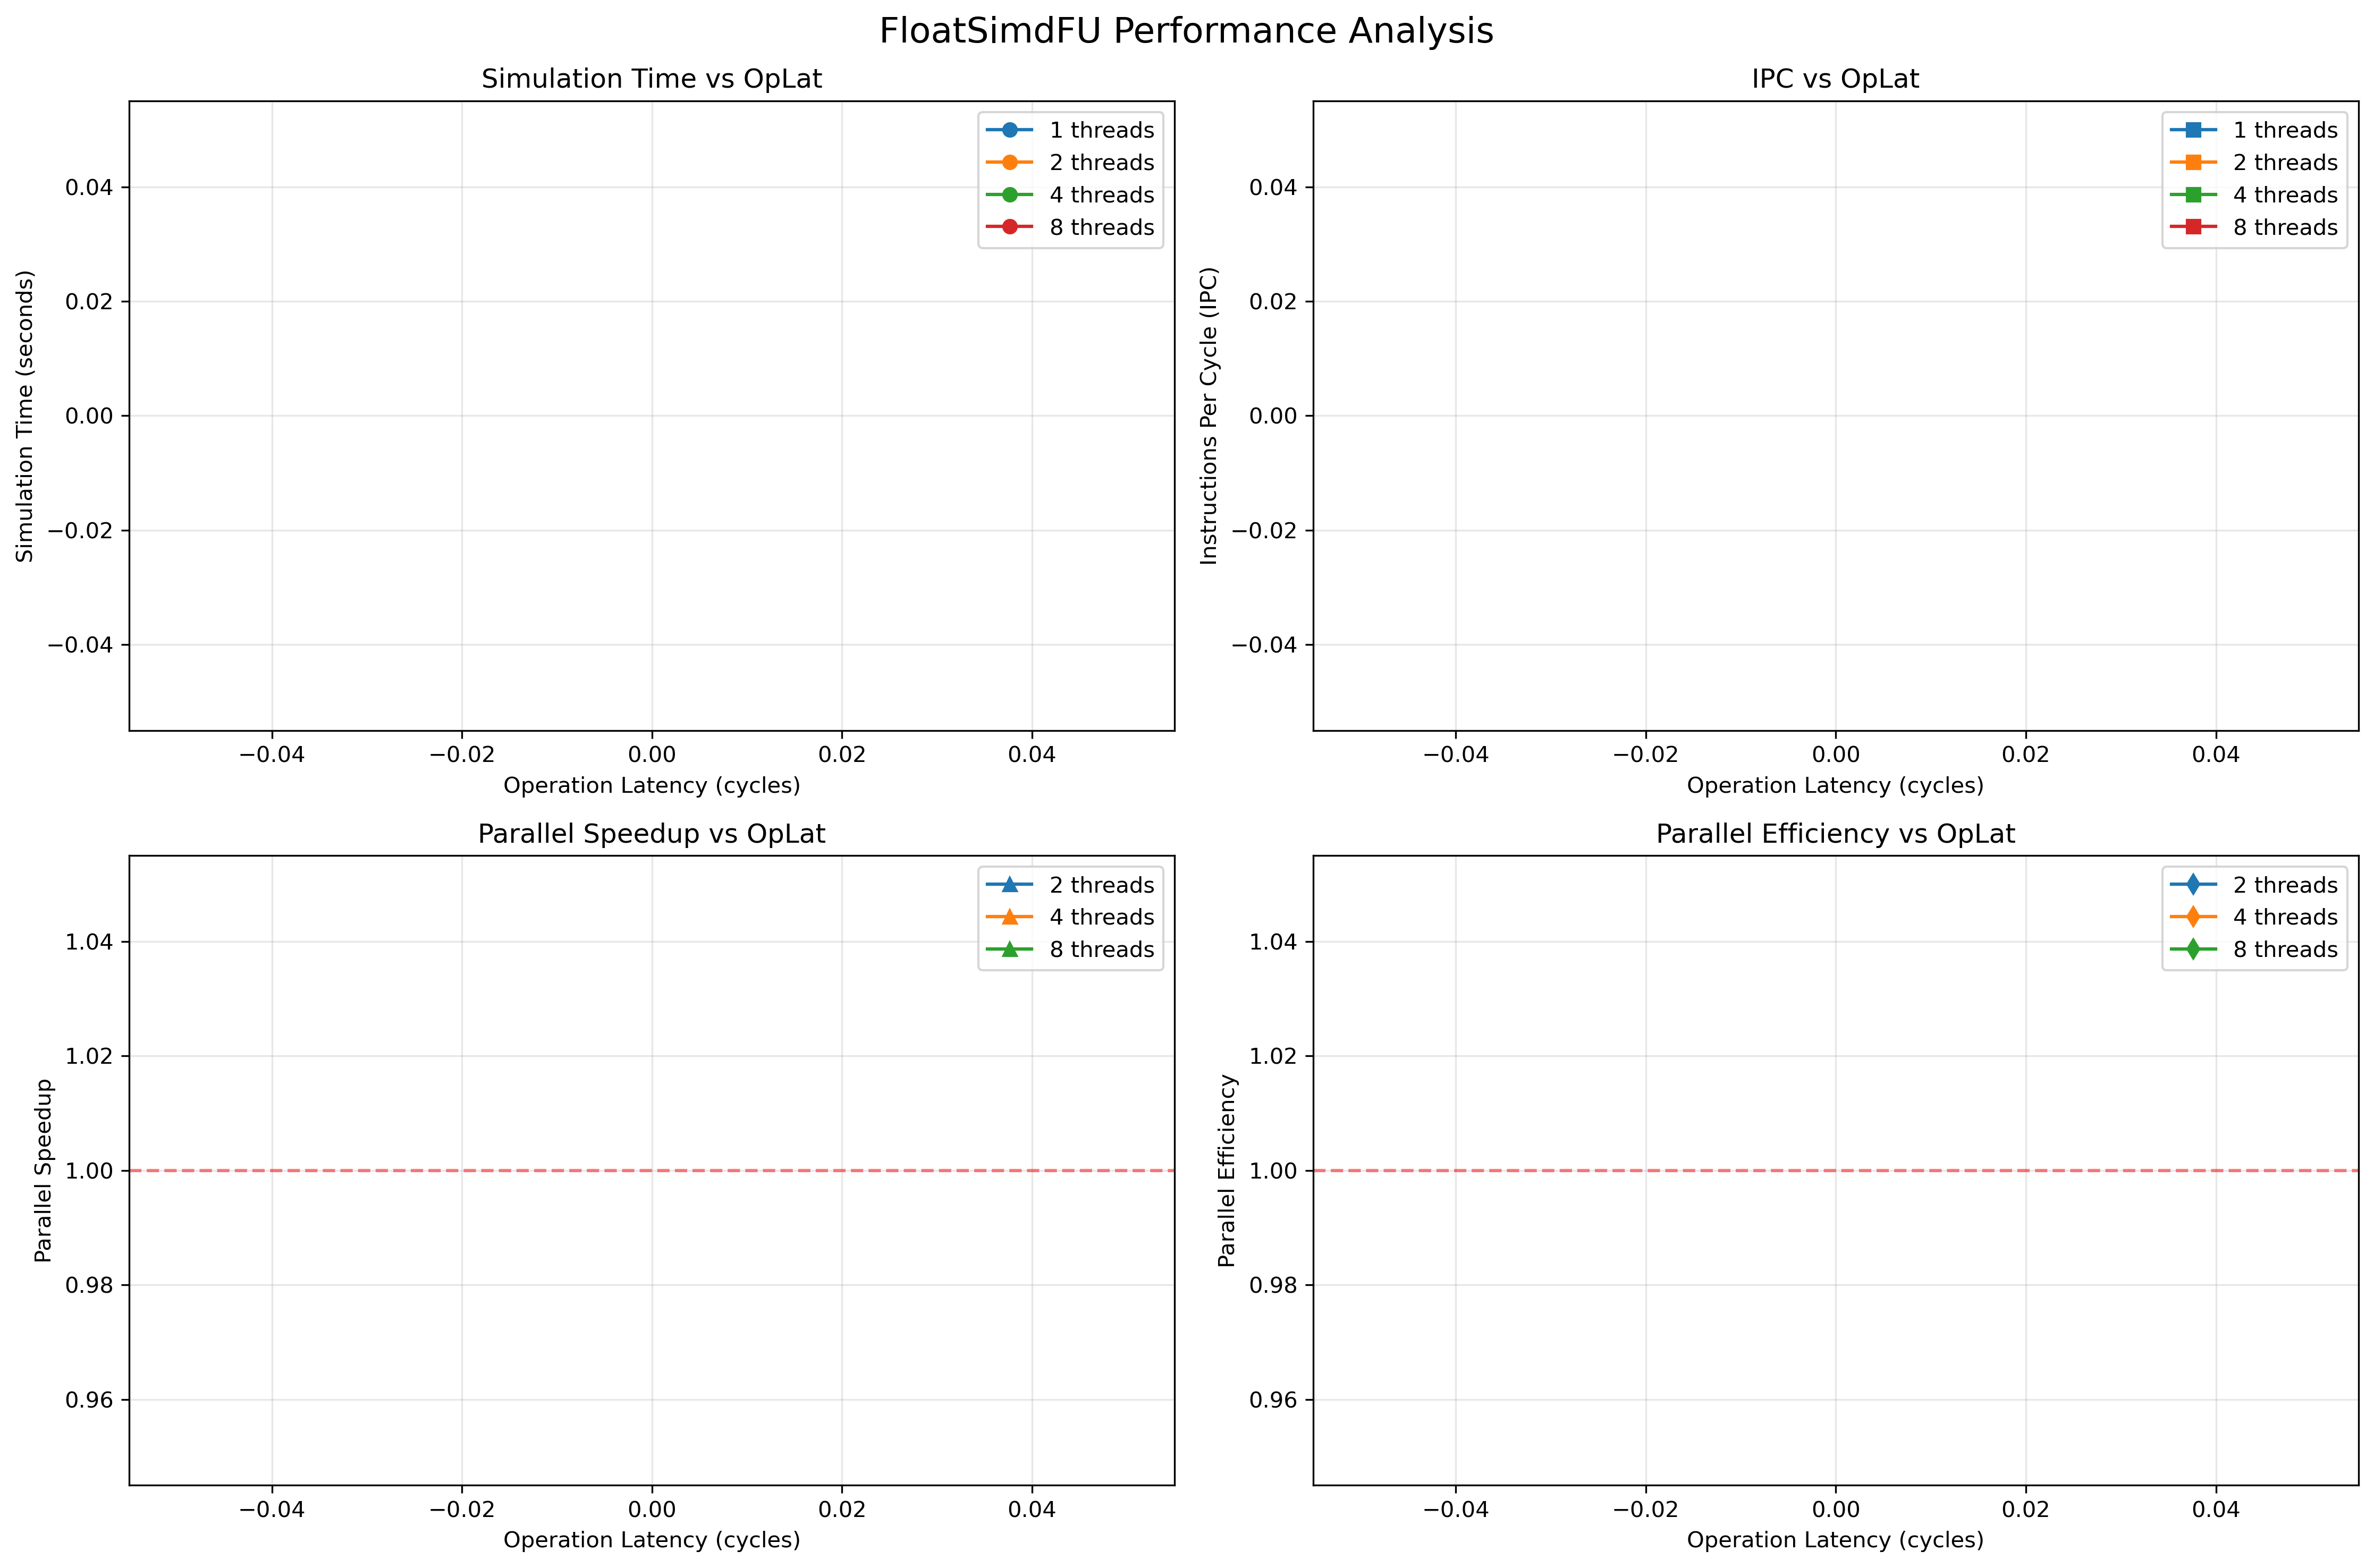 FloatSimdFU Performance Analysis
Simulation Time vs OpLat
Simulation Time (seconds)
0.04
0.02
0.00
−0.02
−0.04
1 threads
2 threads
4 threads
8 threads
−0.04 −0.02 0.00 0.02 0.04
Operation Latency (cycles)
IPC vs OpLat
Instructions Per Cycle (IPC)
0.04
0.02
0.00
−0.02
−0.04
1 threads
2 threads
4 threads
8 threads
−0.04 −0.02 0.00 0.02 0.04
Operation Latency (cycles)
Parallel Speedup vs OpLat
Parallel Speedup
1.04
1.02
1.00
0.98
0.96
2 threads
4 threads
8 threads
−0.04 −0.02 0.00 0.02 0.04
Operation Latency (cycles)
Parallel Efficiency vs OpLat
Parallel Efficiency
1.04
1.02
1.00
0.98
0.96
2 threads
4 threads
8 threads
−0.04 −0.02 0.00 0.02 0.04
Operation Latency (cycles)